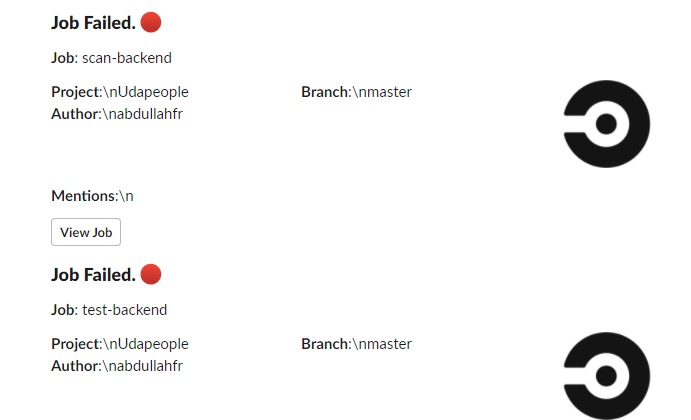 Job Failed. 🔴
Job: scan-backend
Project:\nUdapeople Branch:\nmaster
Author:\nabdullahfr
Mentions:\n
View Job
Job Failed. 🔴
Job: test-backend
Project:\nUdapeople Branch:\nmaster
Author:\nabdullahfr